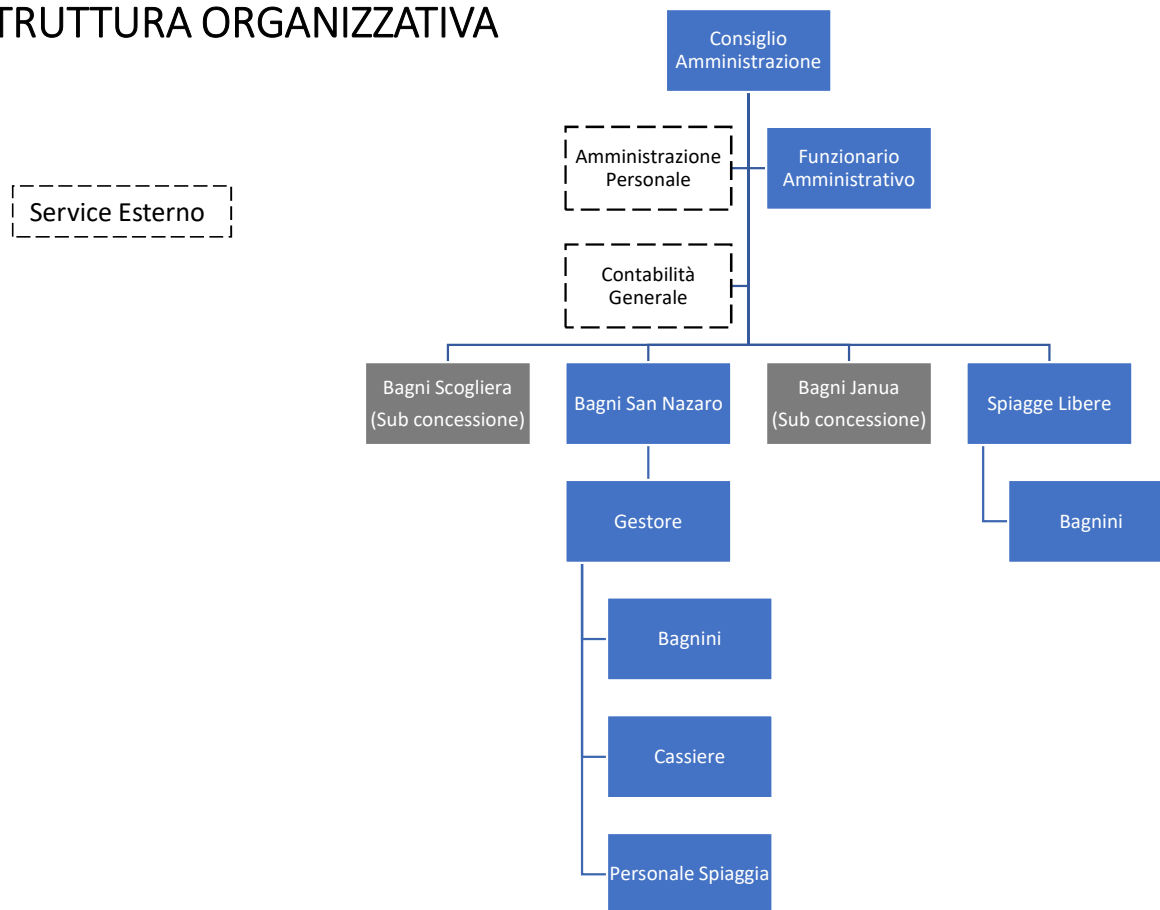 TRUTTURA ORGANIZZATIVA
Consiglio
Amministrazione
Amministrazione
Personale
Funzionario
Amministrativo
Service Esterno
Contabilità
Generale
Bagni Scogliera
(Sub concessione)
Bagni San Nazaro
Bagni Janua
(Sub concessione)
Spiagge Libere
Gestore
Bagnini
Bagnini
Cassiere
Personale Spiaggia